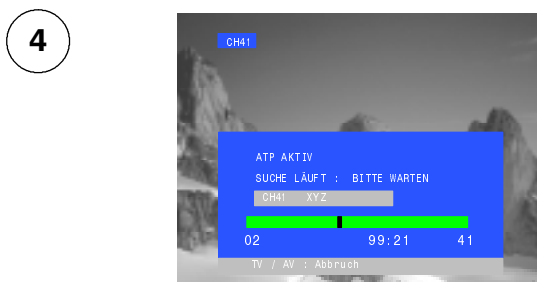 4
CH41
ATP AKTIV
SUCHE LÄUFT : BITTE WARTEN
CH41 XYZ
02 99:21 41
TV / AV : Abbruch